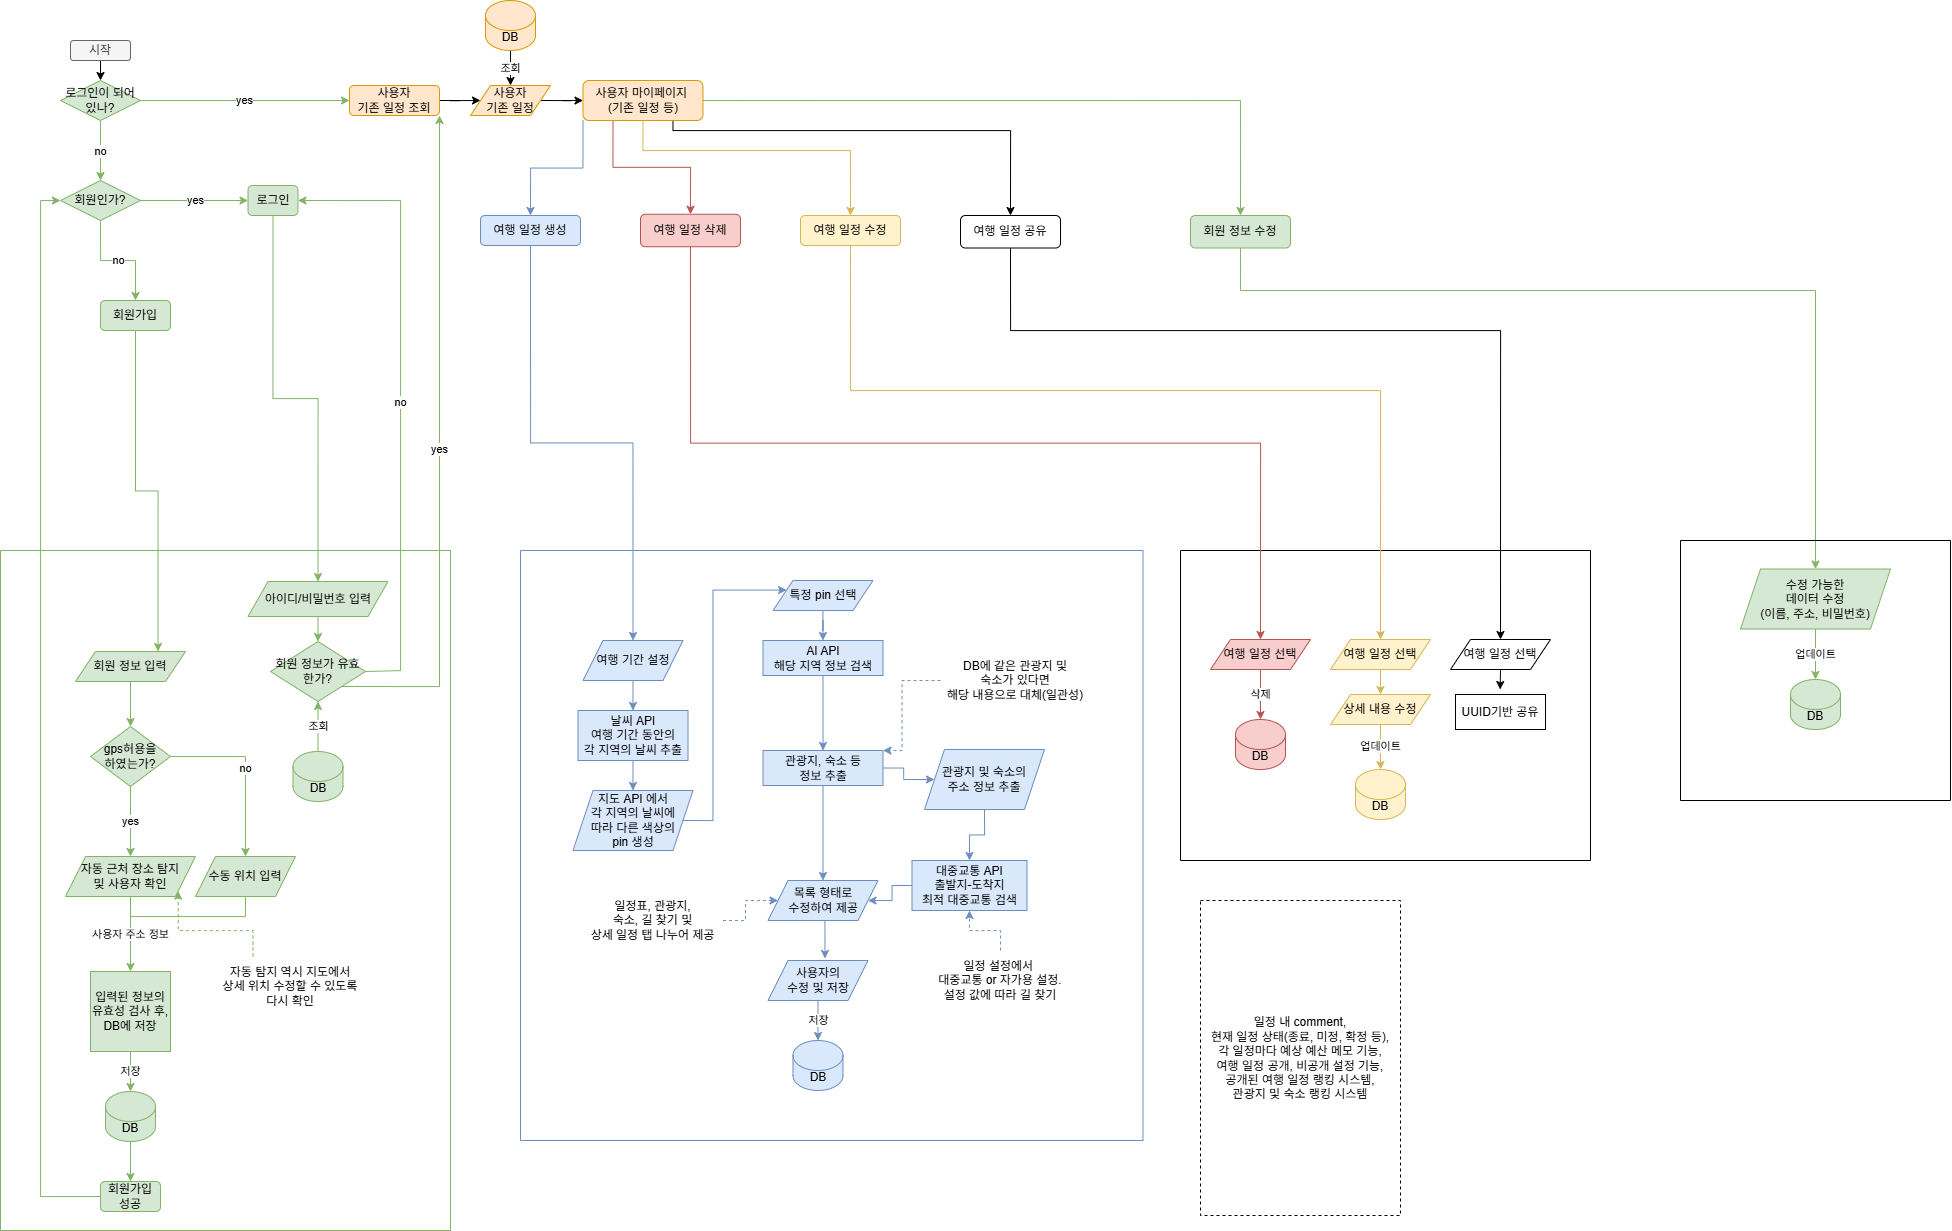 시작
로그인이 되어
있나?
yes
no
사용자
기존 일정 조회
DB
조회
사용자
기존 일정
사용자 마이페이지
(기존 일정 등)
회원인가?
yes
no
로그인
회원가입
no
yes
여행 일정 생성
여행 일정 삭제
여행 일정 수정
여행 일정 공유
회원 정보 수정
아이디/비밀번호 입력
회원 정보가 유효
한가?
조회
DB
회원 정보 입력
gps허용을
하였는가?
no
yes
자동 근처 장소 탐지
및 사용자 확인
수동 위치 입력
사용자 주소 정보
자동 탐지 역시 지도에서
상세 위치 수정할 수 있도록
다시 확인
입력된 정보의
유효성 검사 후,
DB에 저장
저장
DB
회원가입
성공
여행 기간 설정
날씨 API
여행 기간 동안의
각 지역의 날씨 추출
지도 API 에서
각 지역의 날씨에
따라 다른 색상의
pin 생성
특정 pin 선택
AI API
해당 지역 정보 검색
DB에 같은 관광지 및
숙소가 있다면
해당 내용으로 대체(일관성)
관광지, 숙소 등
정보 추출
관광지 및 숙소의
주소 정보 추출
대중교통 API
출발지-도착지
최적 대중교통 검색
목록 형태로
수정하여 제공
일정표, 관광지,
숙소, 길 찾기 및
상세 일정 탭 나누어 제공
일정 설정에서
대중교통 or 자가용 설정.
설정 값에 따라 길 찾기
사용자의
수정 및 저장
저장
DB
여행 일정 선택
삭제
DB
여행 일정 선택
상세 내용 수정
업데이트
DB
여행 일정 선택
UUID기반 공유
수정 가능한
데이터 수정
(이름, 주소, 비밀번호)
업데이트
DB
일정 내 comment,
현재 일정 상태(종료, 미정, 확정 등),
각 일정마다 예상 예산 메모 기능,
여행 일정 공개, 비공개 설정 기능,
공개된 여행 일정 랭킹 시스템,
관광지 및 숙소 랭킹 시스템